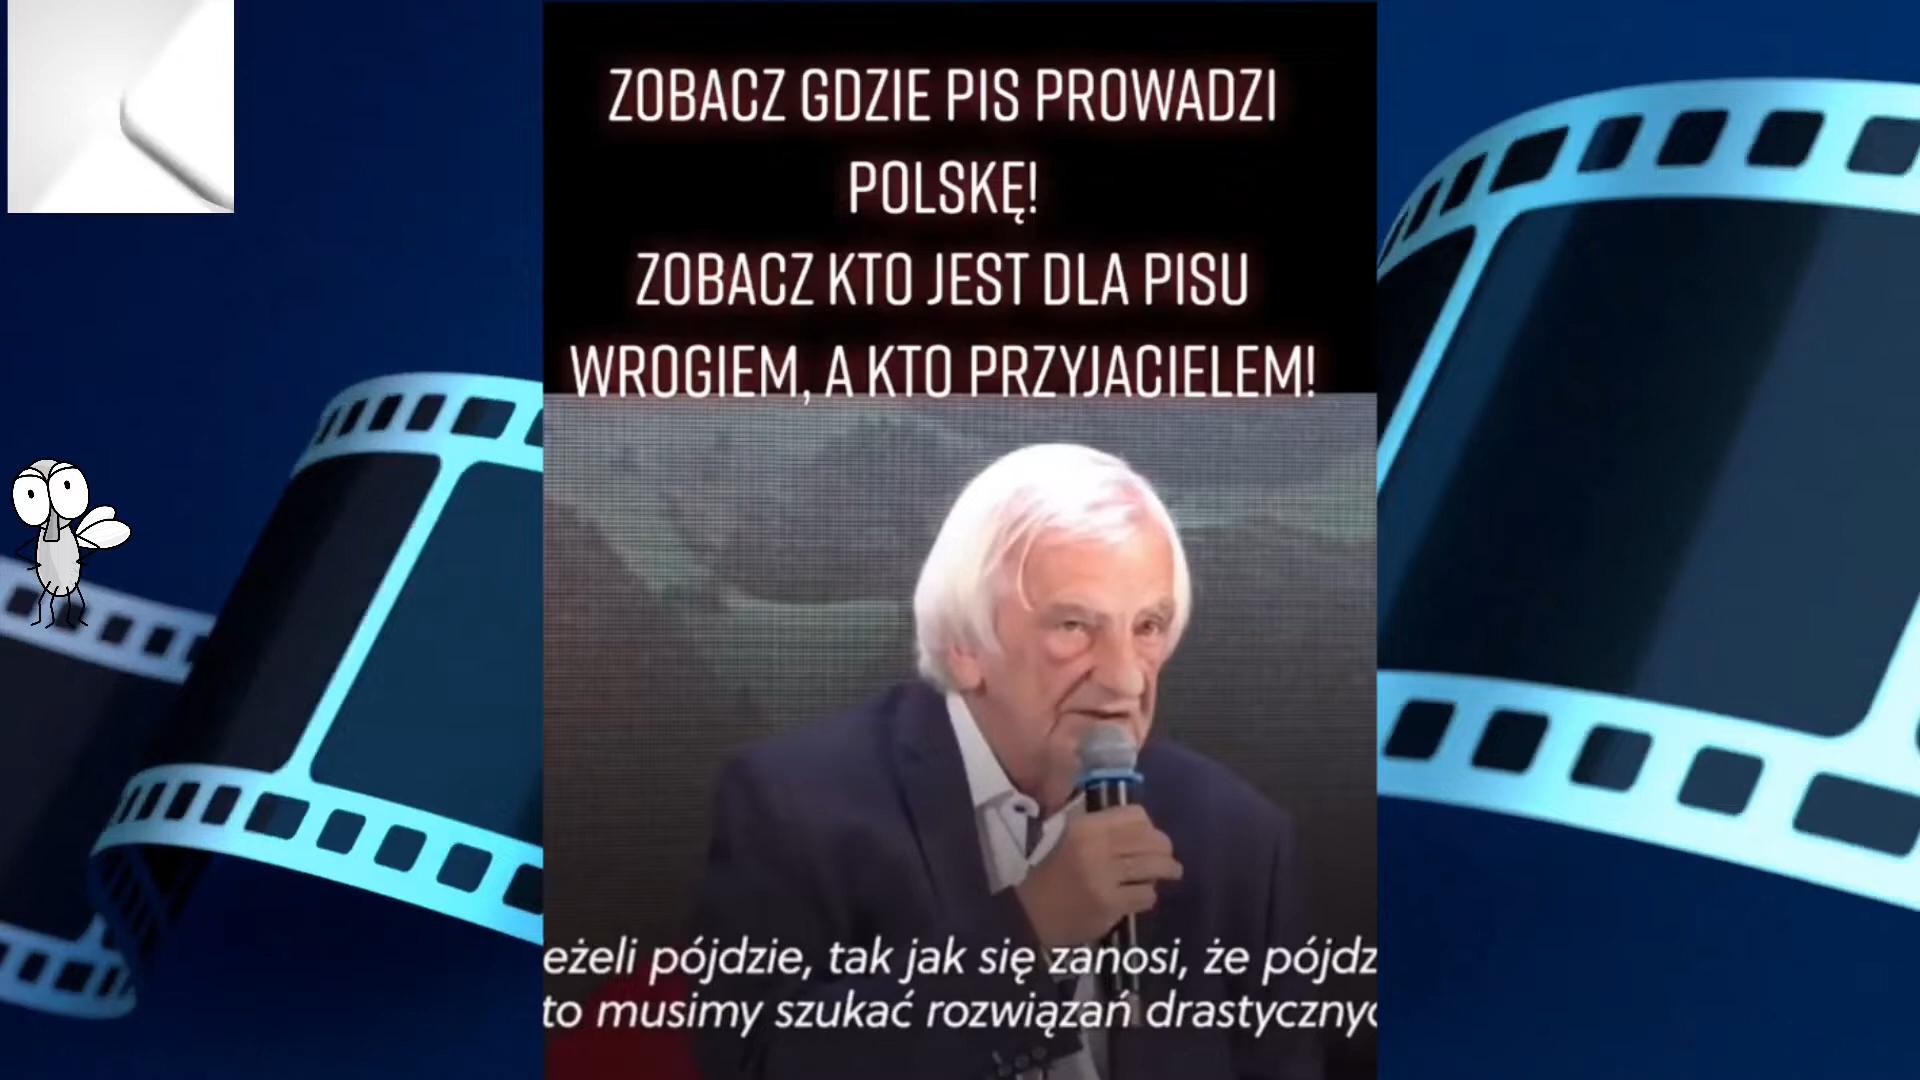 ZOBACZ GDZIE PIS PROWADZI
POLSKĘ!
ZOBACZ KTO JEST DLA PISU
WROGIEM, A KTO PRZYJACIELEM!
eżeli pójdzie, tak jak się zanosi, że pójdz
to musimy szukać rozwiązań drastyczny